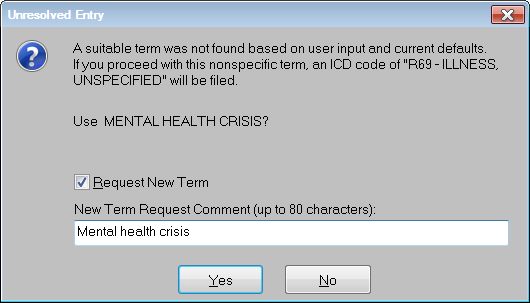 Unresolved Entry
A suitable term was not found based on user input and current defaults.
If you proceed with this nonspecific term, an ICD code of "R69 - ILLNESS,
UNSPECIFIED" will be filed.
Use MENTAL HEALTH CRISIS?
Request New Term
New Term Request Comment (up to 80 characters):
Mental health crisis
Yes No